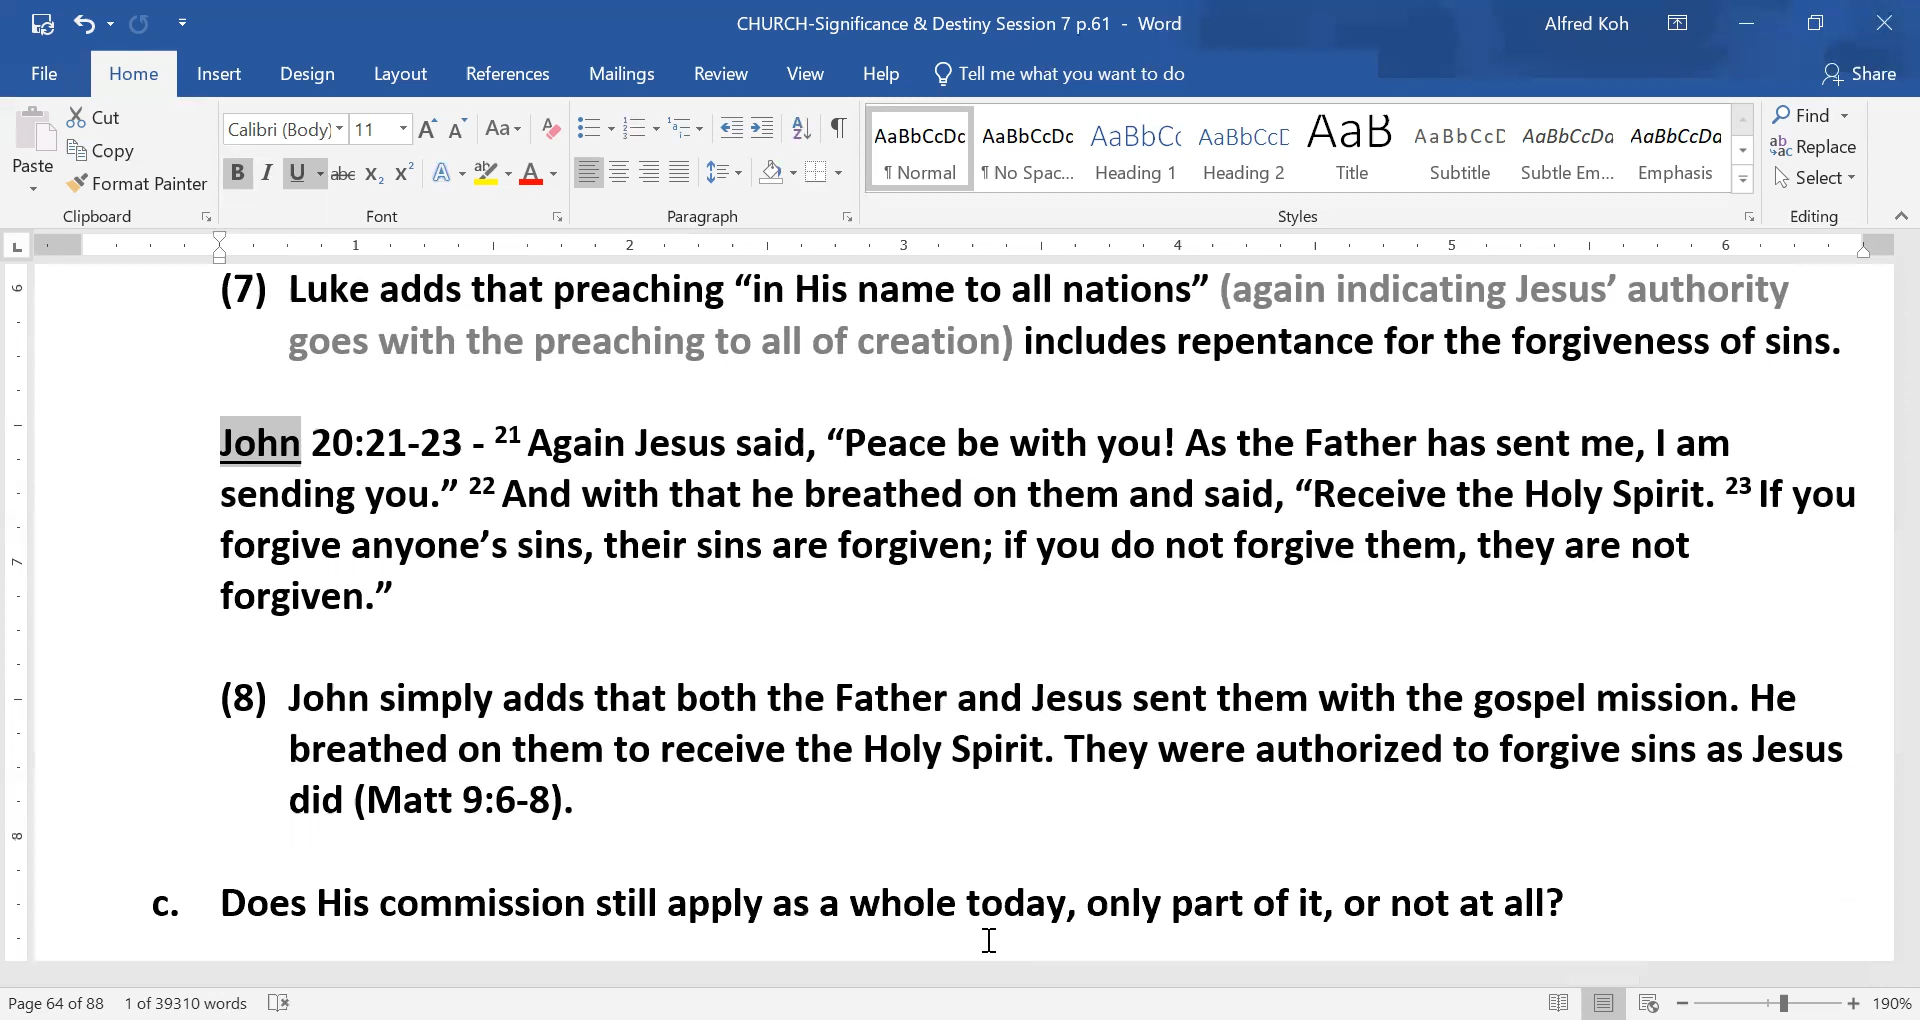 CHURCH-Significance & Destiny Session 7 p.61 - Word
Alfred Koh
File Home Insert Design Layout References Mailings Review View Help Tell me what you want to do Share
Paste
Cut
Copy
Format Painter
Clipboard
Calibri (Body) 11
Font
Paragraph
AaBbCcDc AaBbCcDc AaBbCc AaBbCcD AaB AaBbCcD AaBbCcDa AaBbCcDa
¶ Normal ¶ No Spac... Heading 1 Heading 2 Title Subtitle Subtle Em... Emphasis
Styles
Find
Replace
Select
Editing
1 2 3 4 5 6
6
7
8
(7) Luke adds that preaching “in His name to all nations” (again indicating Jesus’ authority
goes with the preaching to all of creation) includes repentance for the forgiveness of sins.
John 20:21-23 - 21 Again Jesus said, “Peace be with you! As the Father has sent me, I am
sending you.” 22 And with that he breathed on them and said, “Receive the Holy Spirit. 23 If you
forgive anyone’s sins, their sins are forgiven; if you do not forgive them, they are not
forgiven.”
(8) John simply adds that both the Father and Jesus sent them with the gospel mission. He
breathed on them to receive the Holy Spirit. They were authorized to forgive sins as Jesus
did (Matt 9:6-8).
c. Does His commission still apply as a whole today, only part of it, or not at all?
Page 64 of 88 1 of 39310 words 190%